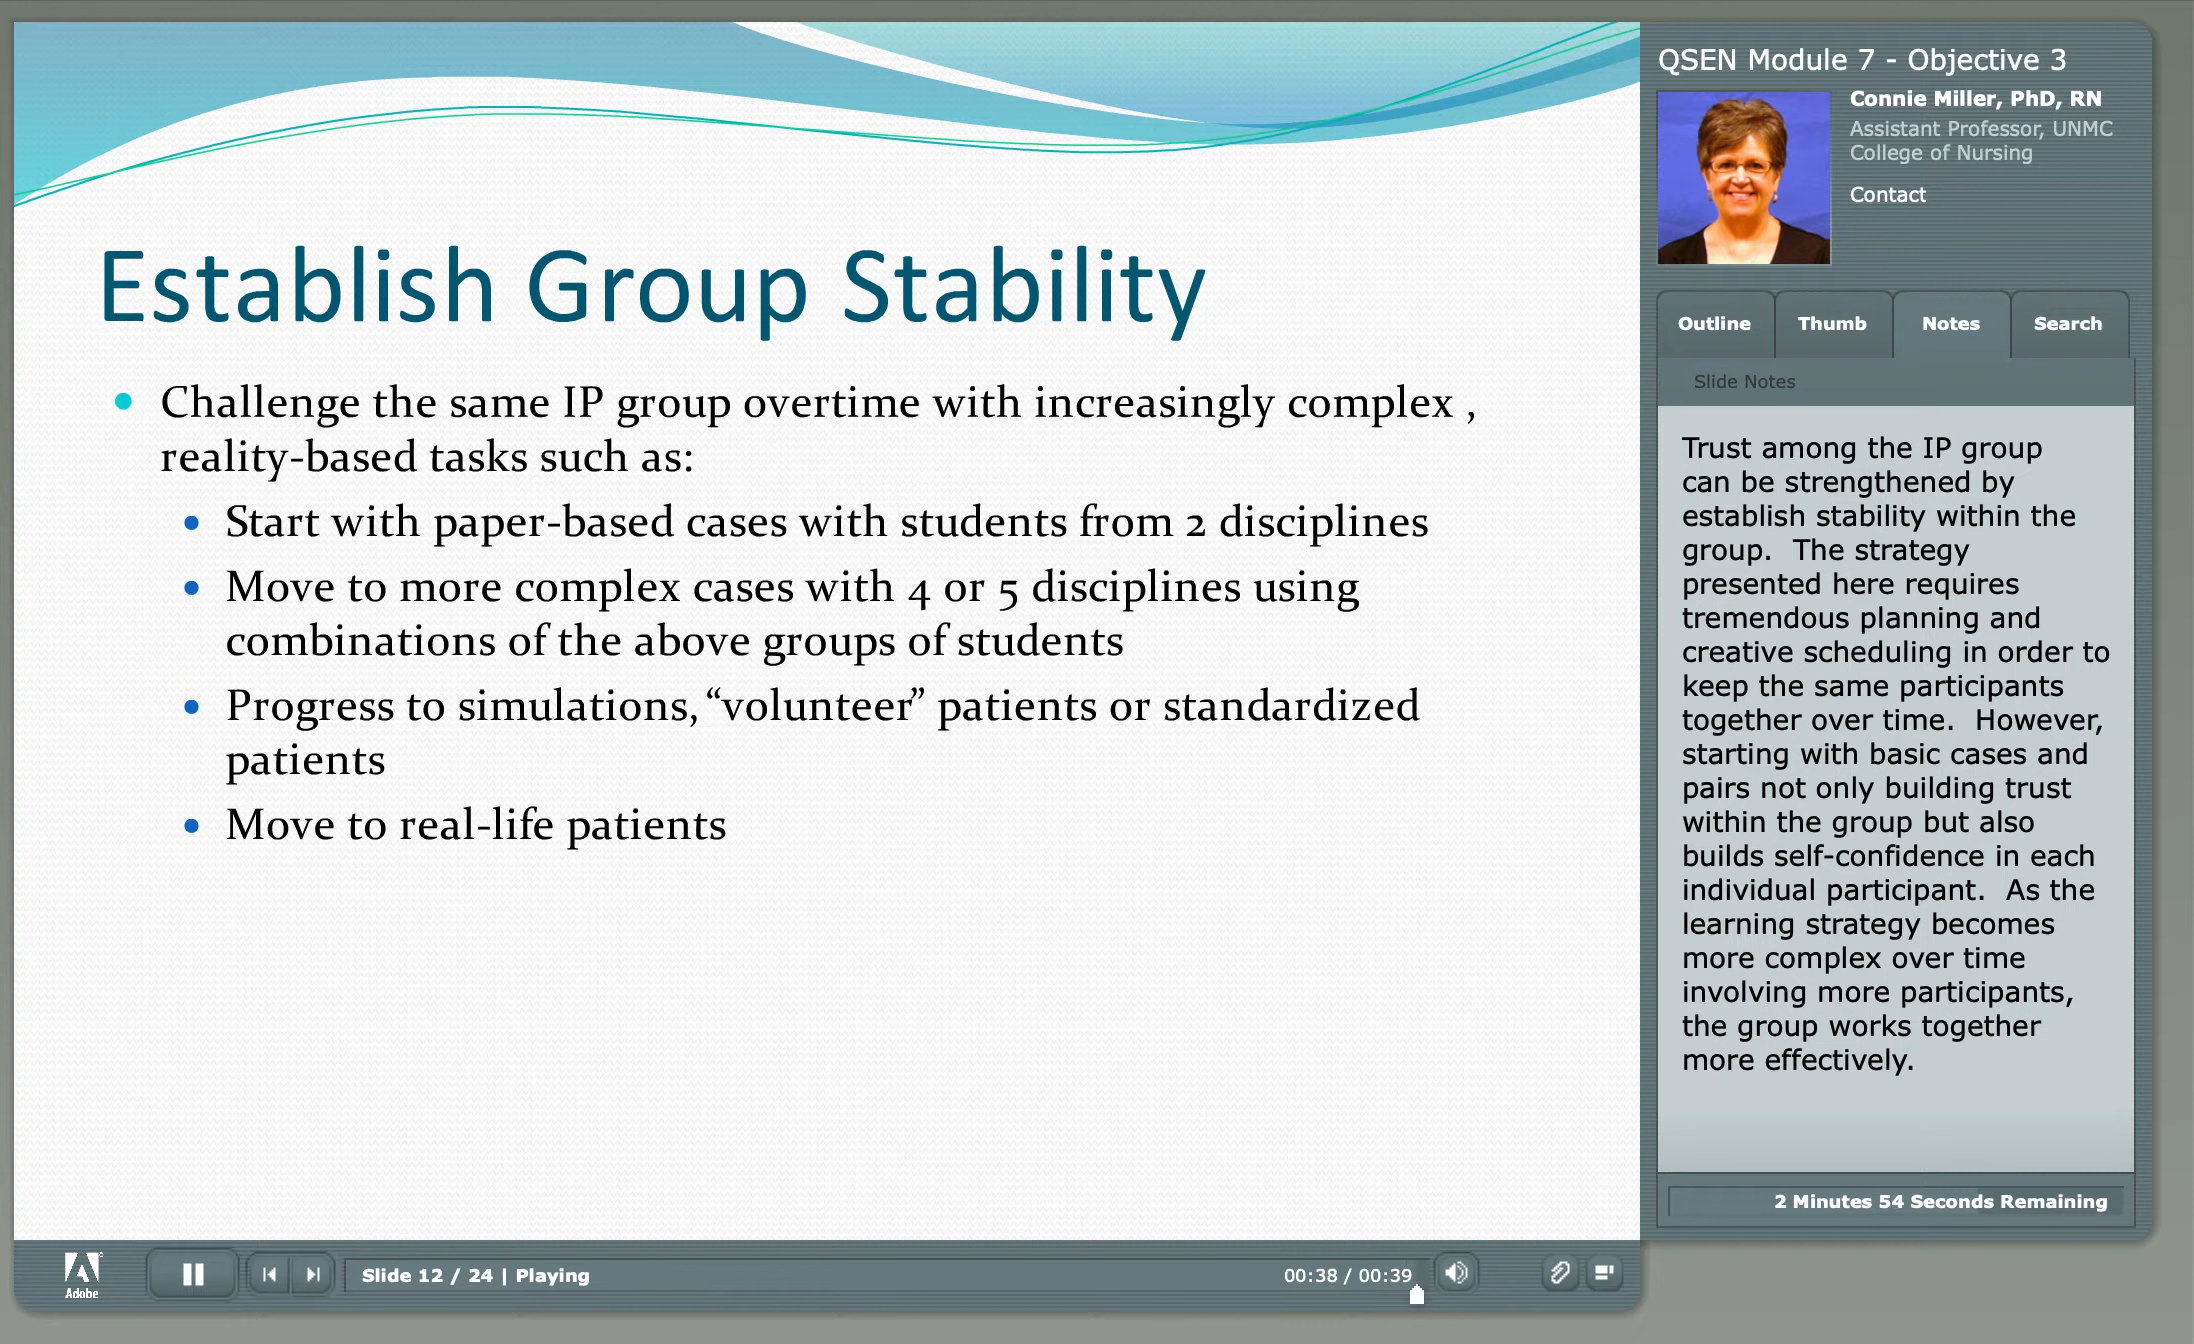 Establish Group Stability
Challenge the same IP group overtime with increasingly complex ,
reality-based tasks such as:
Start with paper-based cases with students from 2 disciplines
Move to more complex cases with 4 or 5 disciplines using
combinations of the above groups of students
Progress to simulations, “volunteer” patients or standardized
patients
Move to real-life patients
QSEN Module 7 - Objective 3
Connie Miller, PhD, RN
Assistant Professor, UNMC
College of Nursing
Contact
Outline
Thumb
Notes
Search
Slide Notes
Trust among the IP group
can be strengthened by
establish stability within the
group.  The strategy
presented here requires
tremendous planning and
creative scheduling in order to
keep the same participants
together over time.  However,
starting with basic cases and
pairs not only building trust
within the group but also
builds self-confidence in each
individual participant.  As the
learning strategy becomes
more complex over time
involving more participants,
the group works together
more effectively.
2 Minutes 54 Seconds Remaining
Adobe
Slide 12 / 24 | Playing
00:38 / 00:39